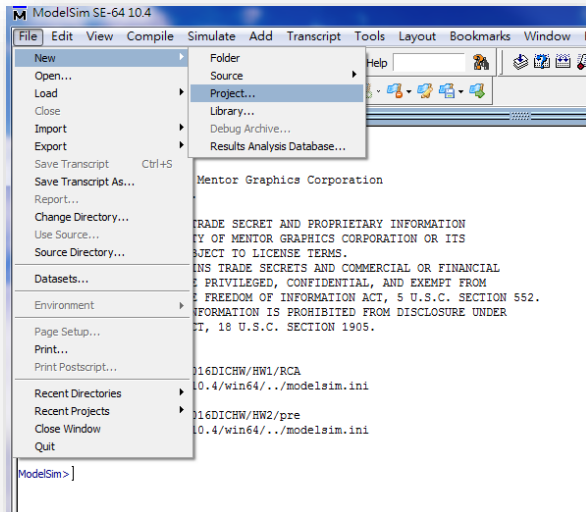 ModelSim SE-64 10.4
File Edit View Compile Simulate Add Transcript Tools Layout Bookmarks Window
Help
New
Open...
Load
Close
Import
Export
Save Transcript Ctrl+S
Save Transcript As...
Report...
Change Directory...
Use Source...
Source Directory...
Datasets...
Environment
Page Setup...
Print...
Print Postscript...
Recent Directories
Recent Projects
Close Window
Quit
Folder
Source
Project...
Library...
Debug Archive...
Results Analysis Database...
Mentor Graphics Corporation
TRADE SECRET AND PROPRIETARY INFORMATION
TY OF MENTOR GRAPHICS CORPORATION OR ITS
BJECT TO LICENSE TERMS.
INS TRADE SECRETS AND COMMERCIAL OR FINANCIAL
PRIVILEGED, CONFIDENTIAL, AND EXEMPT FROM
FREEDOM OF INFORMATION ACT, 5 U.S.C. SECTION 552.
NFORMATION IS PROHIBITED FROM DISCLOSURE UNDER
CT, 18 U.S.C. SECTION 1905.
016DICHW/HW1/RCA
10.4/win64/../modelsim.ini
016DICHW/HW2/pre
10.4/win64/../modelsim.ini
ModelSim>